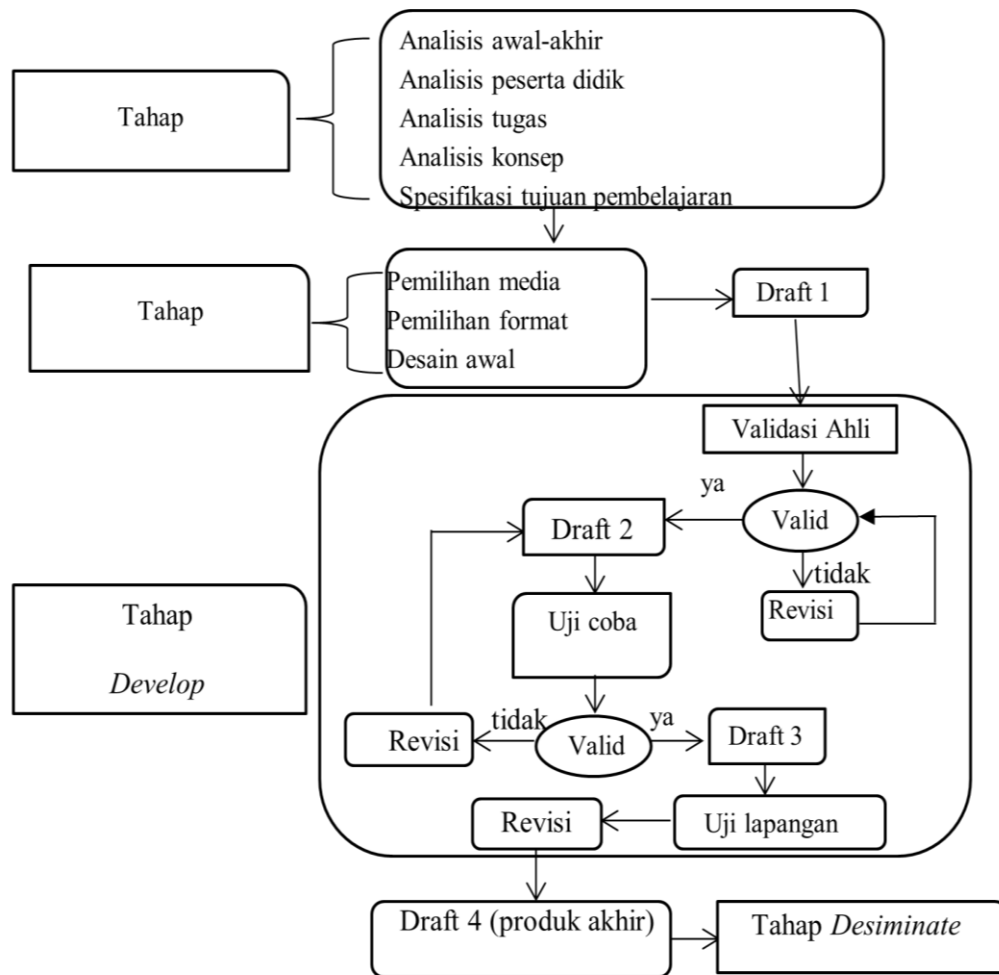 Analisis awal-akhir
Analisis peserta didik
Tahap
Analisis tugas
Analisis konsep
Spesifikasi tujuan pembelajaran
Tahap
Pemilihan media
Pemilihan format
Desain awal
Draft 1
Validasi Ahli
ya
Valid
Draft 2
tidak
Revisi
Uji coba
Tahap
Develop
Revisi
tidak
Valid
ya
Draft 3
Revisi
Uji lapangan
Draft 4 (produk akhir)
Tahap Desiminate